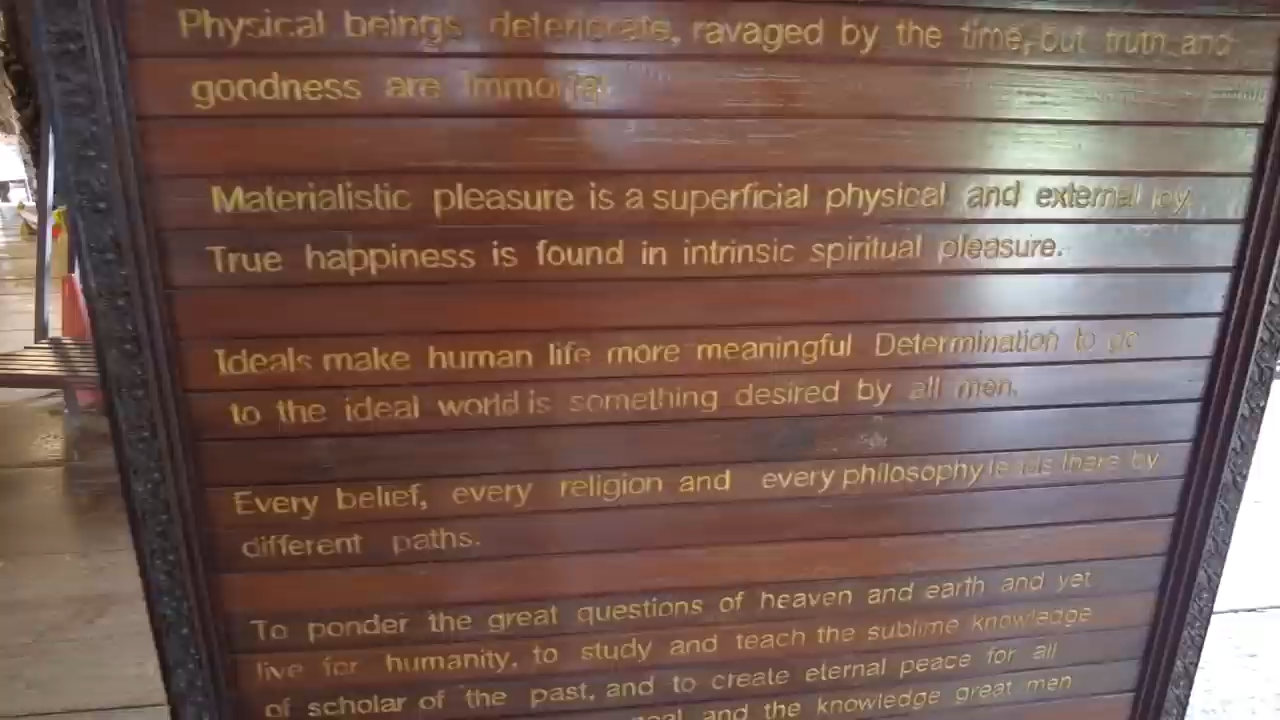 Physical beings deteriorate, ravaged by the time, but truth and
goodness are immortal
Materialistic pleasure is a superficial physical and external joy.
True happiness is found in intrinsic spiritual pleasure.
Ideals make human life more meaningful Determination to go
to the ideal world is something desired by all men.
Every belief, every religion and every philosophy leads there by
different paths.
To ponder the great questions of heaven and earth and yet
live for humanity, to study and teach the sublime knowledge
of scholar of the past, and to create eternal peace for all
and the knowledge great men